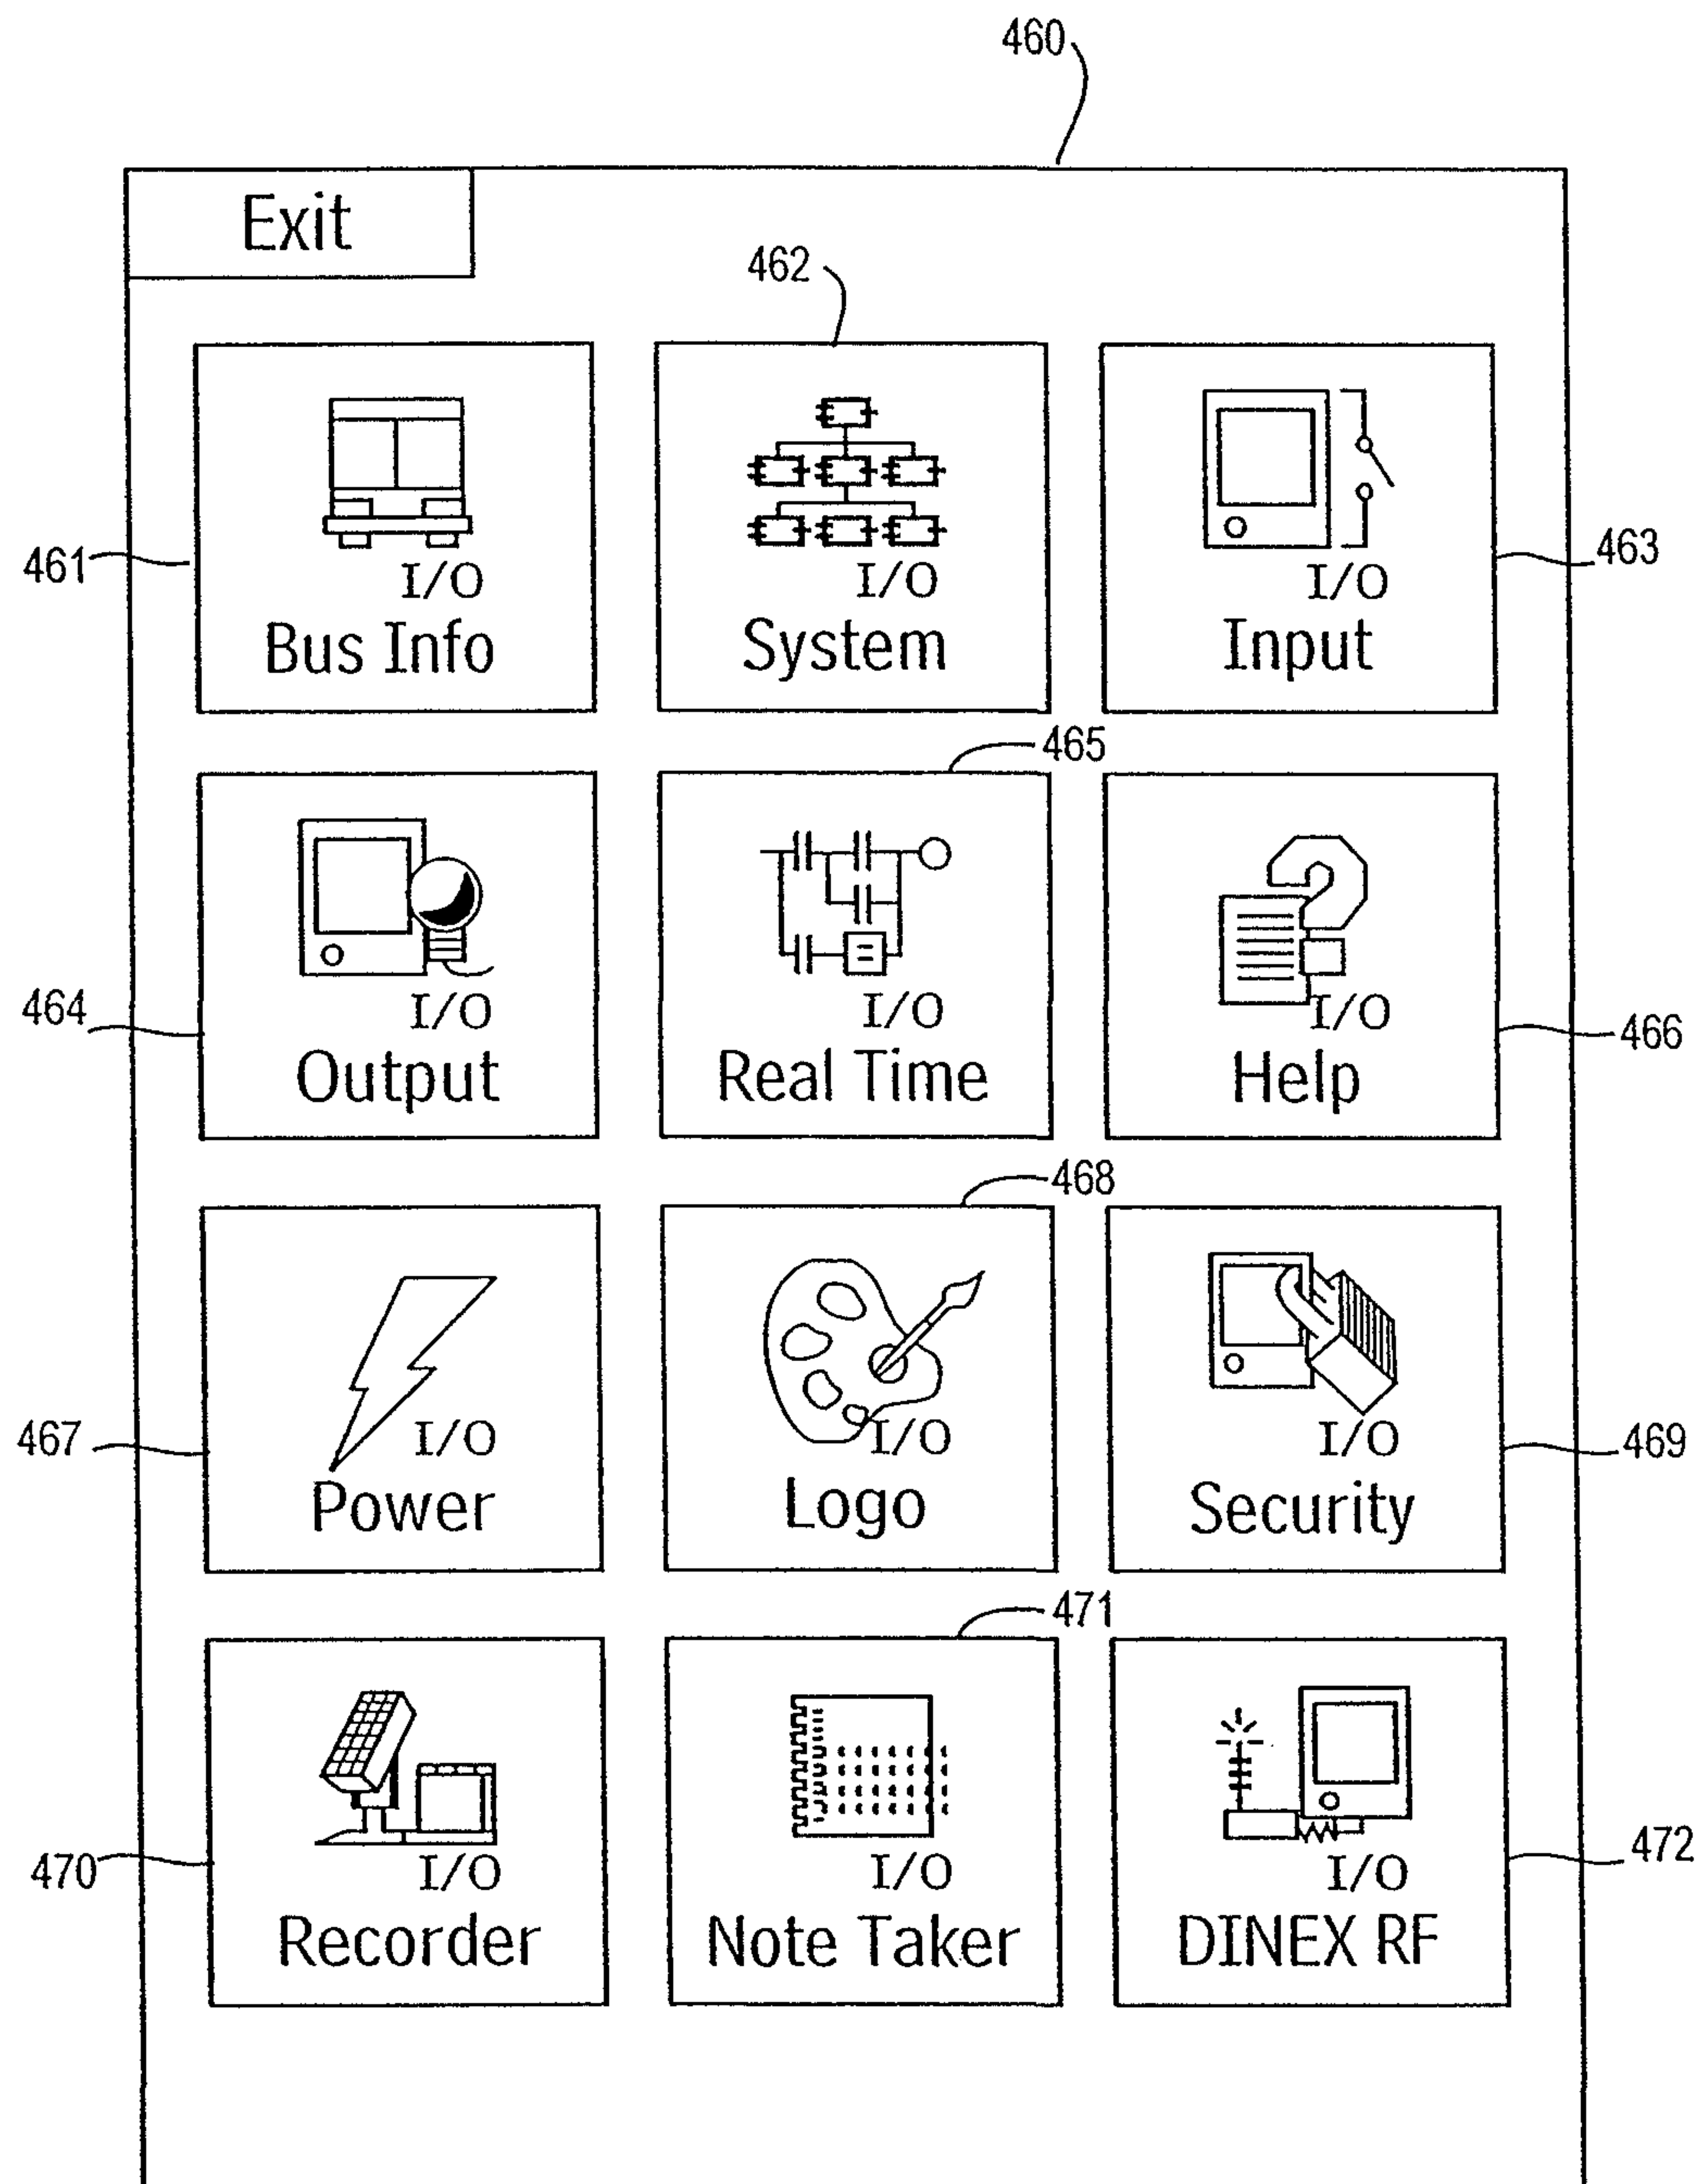 460
Exit
462
I/O
Bus Info
461
I/O
System
I/O
Input
463
465
I/O
Output
464
I/O
Real Time
I/O
Help
466
468
I/O
Power
467
I/O
Logo
I/O
Security
469
471
I/O
Recorder
470
I/O
Note Taker
I/O
DINEX RF
472